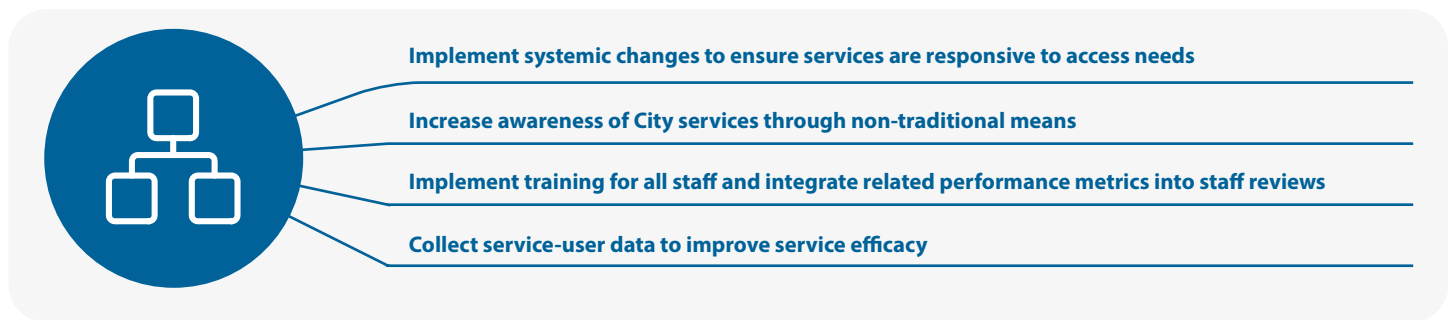 Implement systemic changes to ensure services are responsive to access needs
Increase awareness of City services through non-traditional means
Implement training for all staff and integrate related performance metrics into staff reviews
Collect service-user data to improve service efficacy